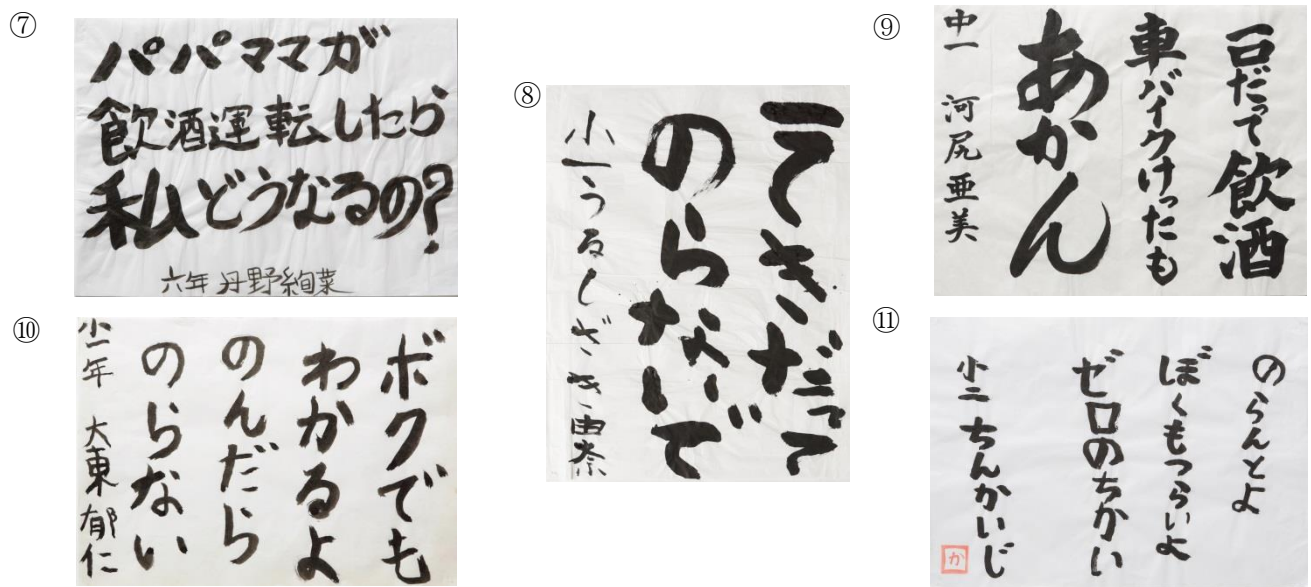 ⑦
パパママガ
飲酒運転したら
私どうなるの?
六年 丹野絢菜
⑧
一てきだって
のらないで
小一うるしざき由奈
⑨
一口だって飲酒
車バイクけったも
あかん
中一 河尻亜美
⑩
ボクでも
わかるよ
のんだら
のらない
小一年 大東郁仁
⑪
のらんとよ
ぼくもつらいよ
ゼロのちかい
小二 ちんかいじ
か